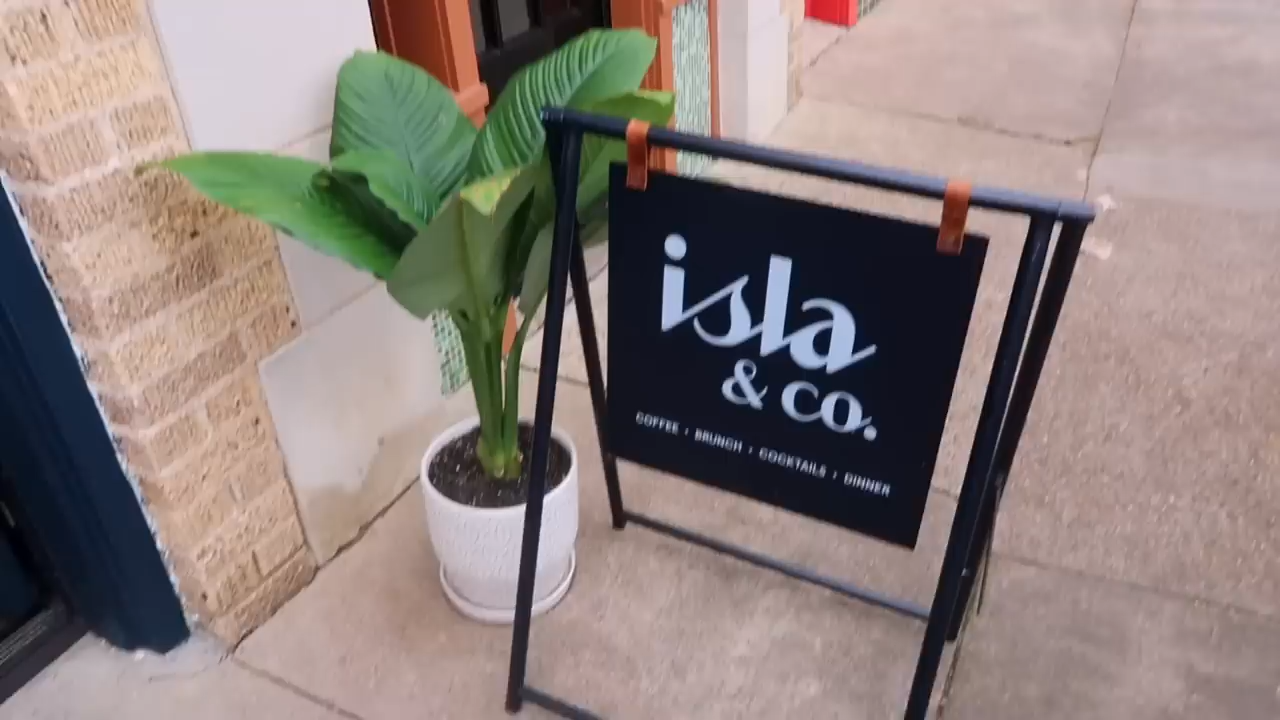 isla
& co.
COFFEE • BRUNCH • COCKTAILS • DINNER